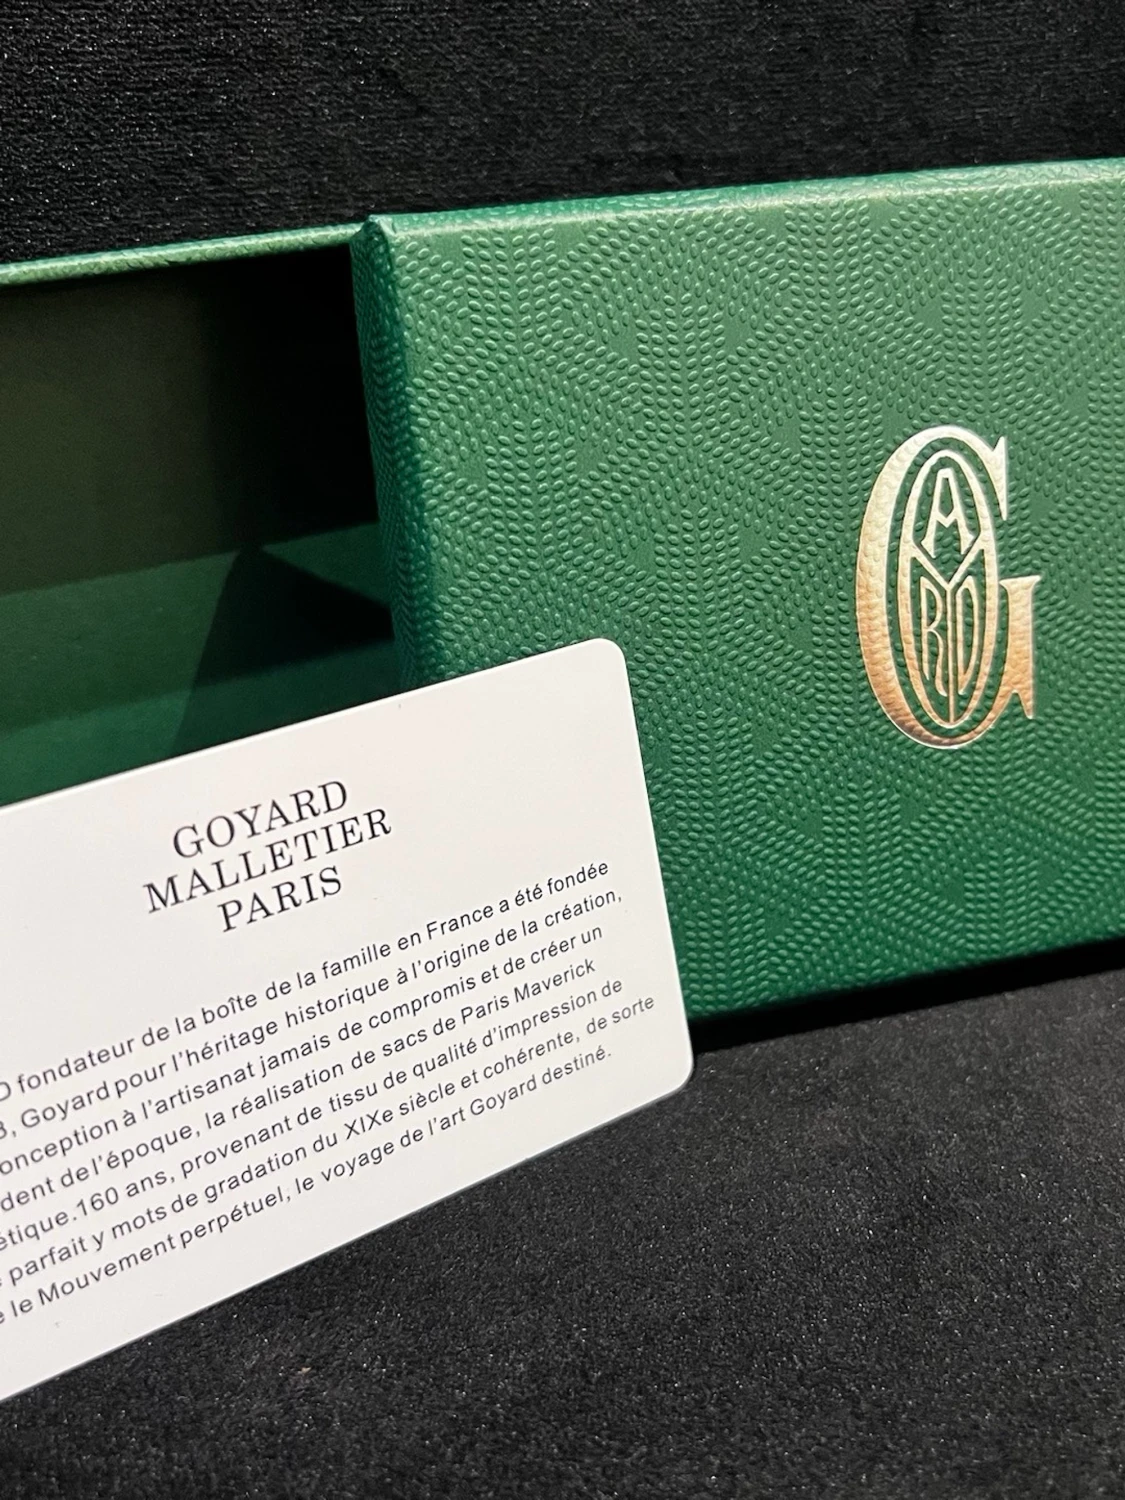 GOYARD
GOYARD
MALLETIER
PARIS
fondateur de la boîte de la famille en France a été fondée
Goyard pour l'héritage historique à l'origine de la création,
onception à l'artisanat jamais de compromis et de créer un
dent de l'époque, la réalisation de sacs de Paris Maverick
étique.160 ans, provenant de tissu de qualité d'impression de
parfait y mots de gradation du XIXe siècle et cohérente, de sorte
le Mouvement perpétuel, le voyage de l'art Goyard destiné.